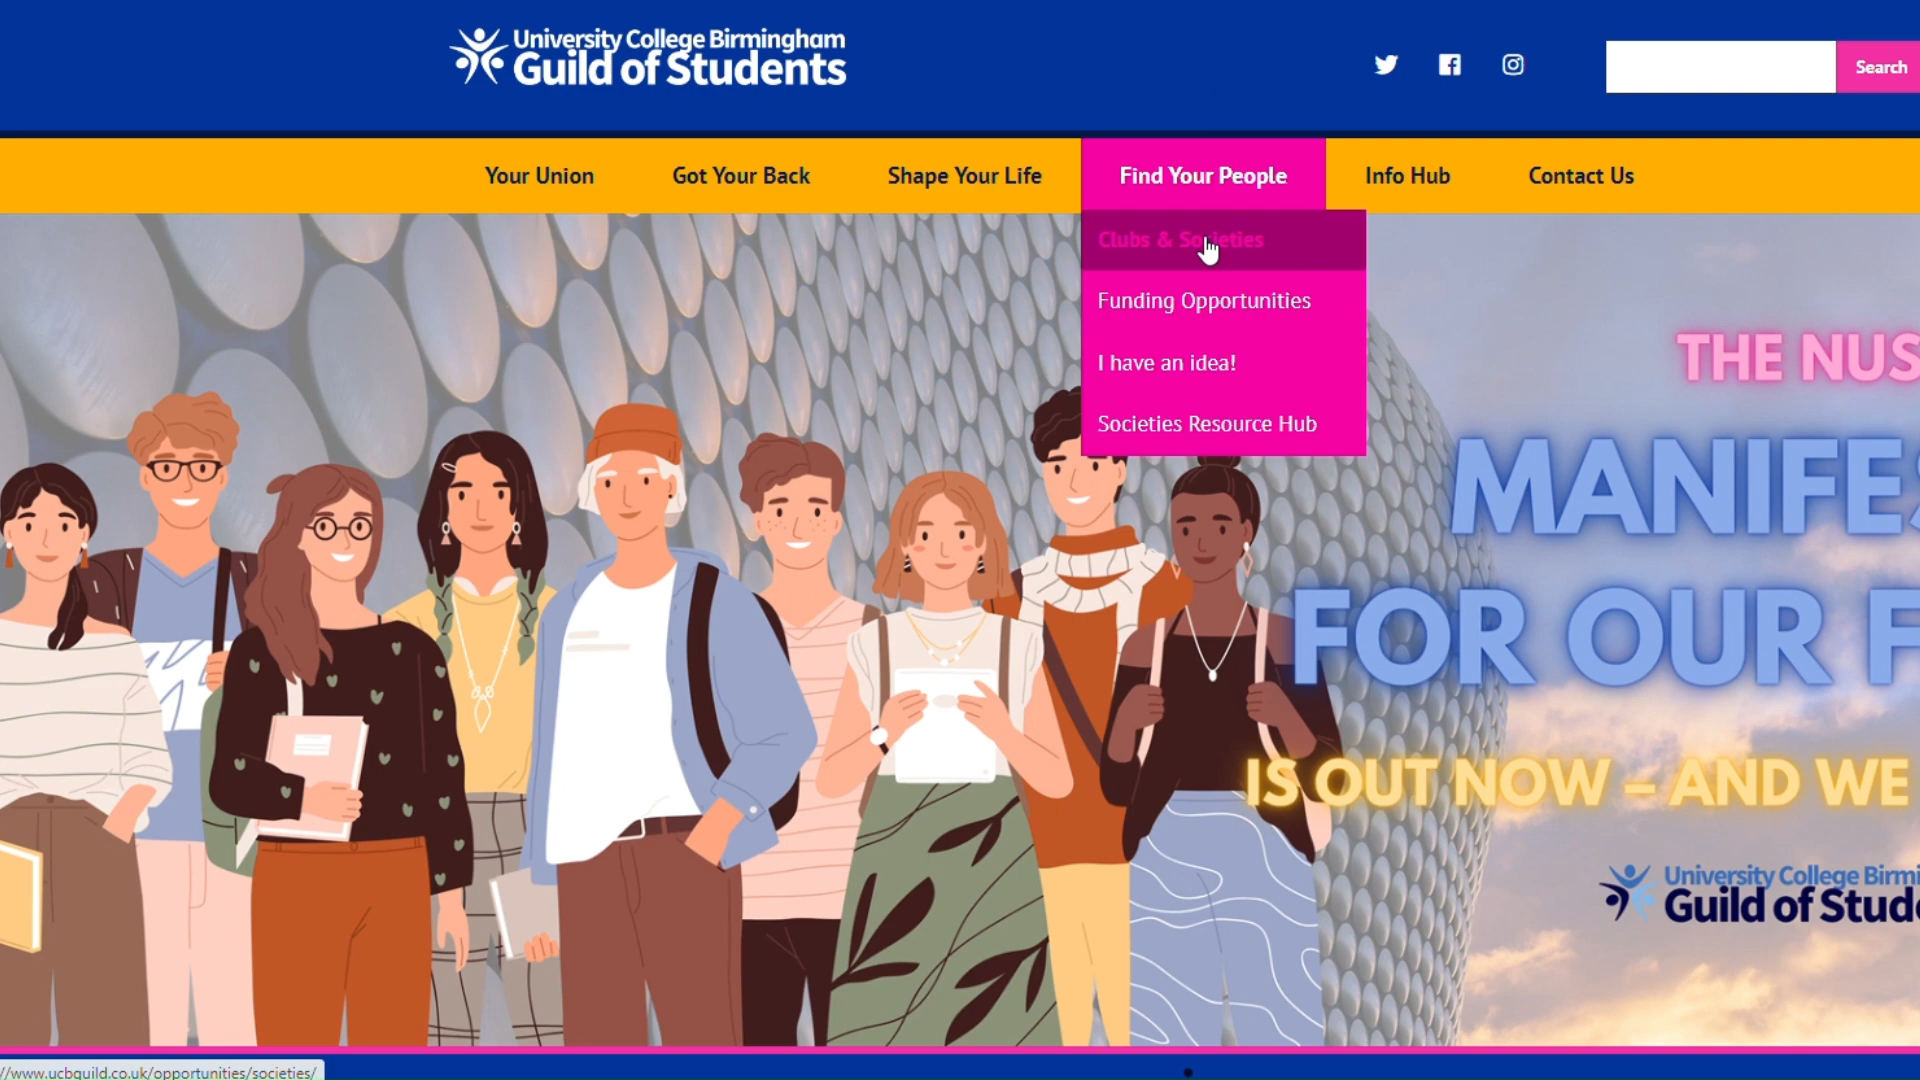 University College Birmingham
Guild of Students
Search
Your Union
Got Your Back
Shape Your Life
Find Your People
Info Hub
Contact Us
Clubs & Societies
Funding Opportunities
I have an idea!
Societies Resource Hub
THE NUS
MANIFES
FOR OUR F
IS OUT NOW – AND WE
University College Birmi
Guild of Stude
//www.ucbguild.co.uk/opportunities/societies/